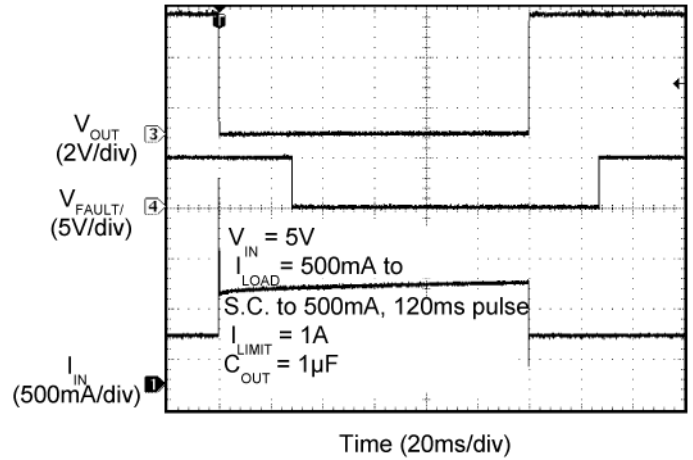 T
V_OUT
(2V/div)
3
V_FAULT/
(5V/div)
4
V_IN = 5V
I_LOAD = 500mA to
S.C. to 500mA, 120ms pulse
I_LIMIT = 1A
C_OUT = 1µF
I_IN
(500mA/div)
1
Time (20ms/div)